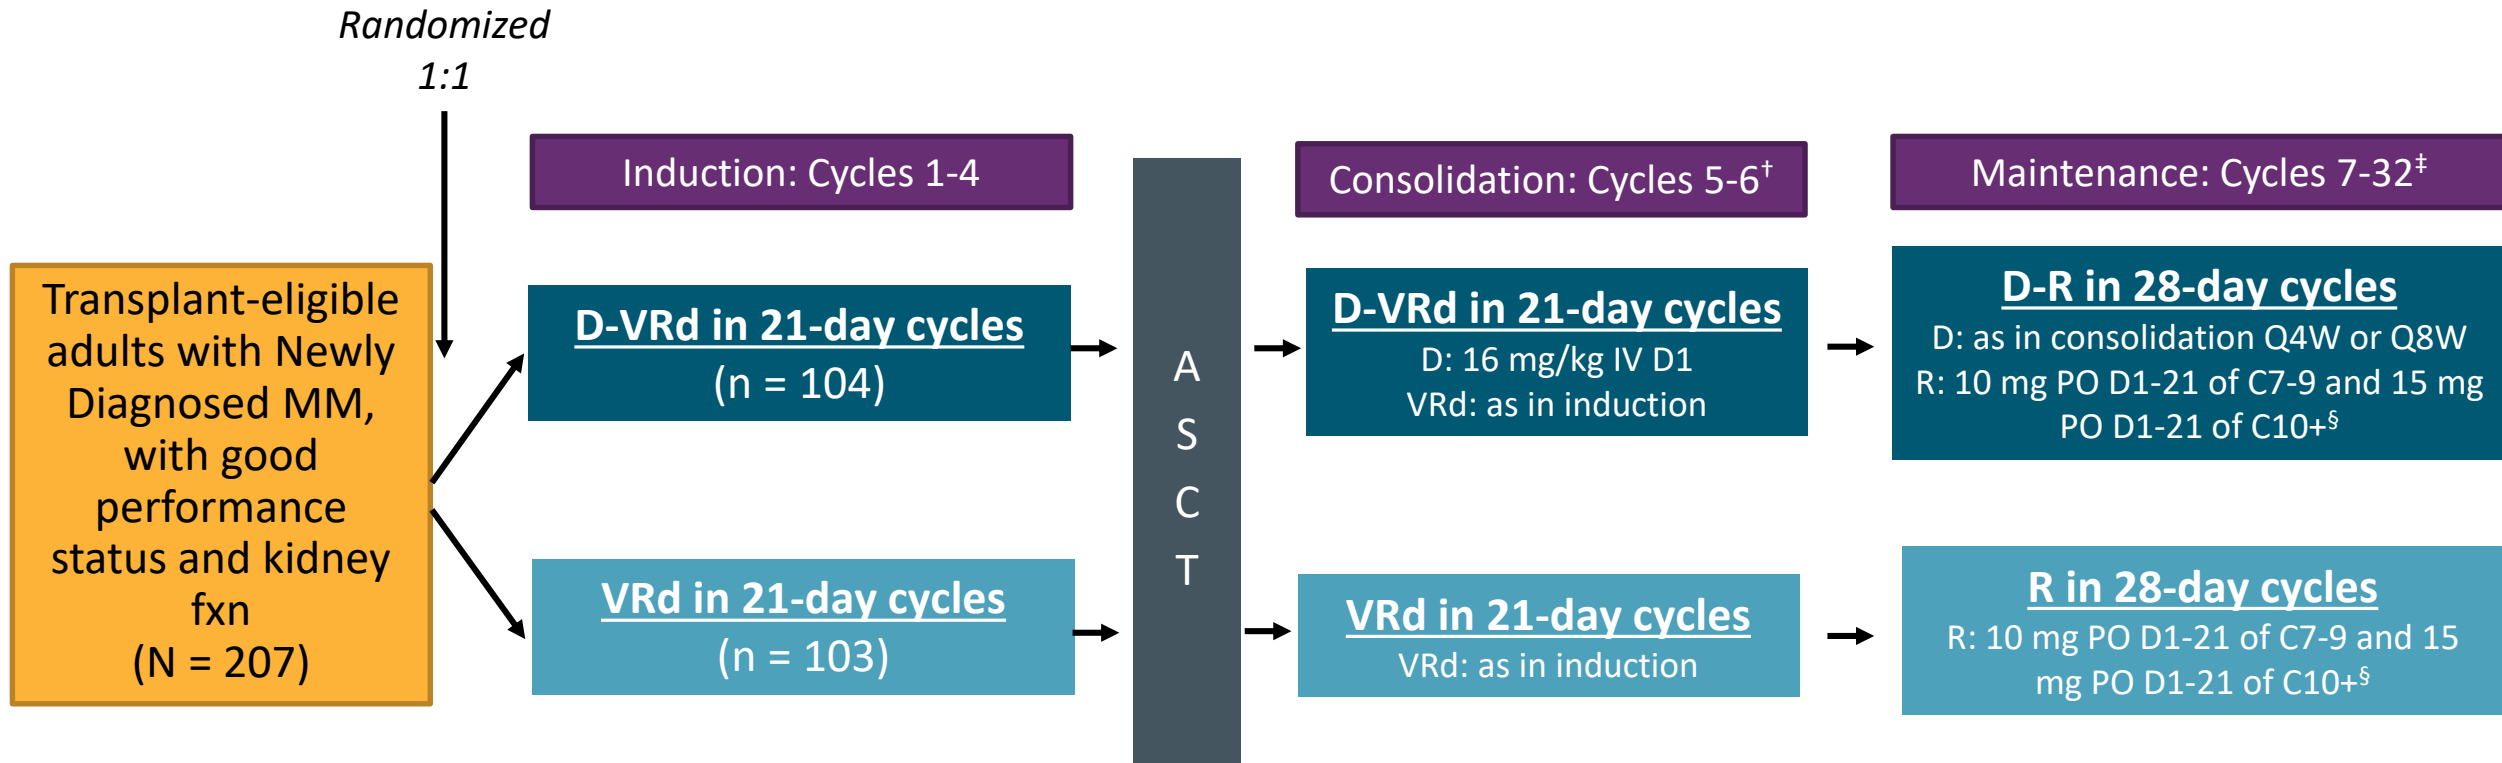 Randomized
1:1
Induction: Cycles 1-4
Consolidation: Cycles 5-6†
Maintenance: Cycles 7-32‡
Transplant-eligible
adults with Newly
Diagnosed MM,
with good
performance
status and kidney
fxn
(N = 207)
D-VRd in 21-day cycles
(n = 104)
VRd in 21-day cycles
(n = 103)
A
S
C
T
D-VRd in 21-day cycles
D: 16 mg/kg IV D1
VRd: as in induction
VRd in 21-day cycles
VRd: as in induction
D-R in 28-day cycles
D: as in consolidation Q4W or Q8W
R: 10 mg PO D1-21 of C7-9 and 15 mg
PO D1-21 of C10+§
R in 28-day cycles
R: 10 mg PO D1-21 of C7-9 and 15
mg PO D1-21 of C10+§